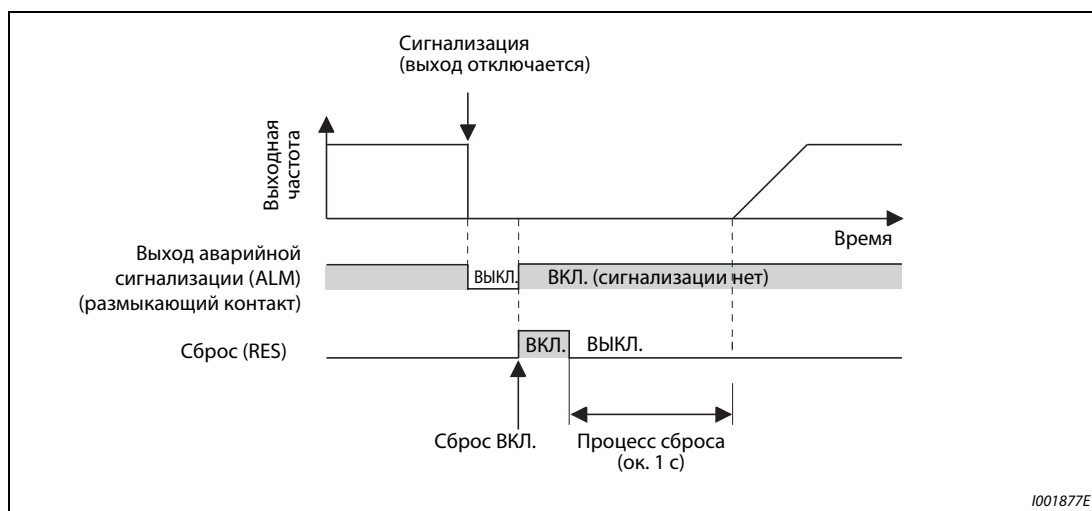 Сигнализация
(выход отключается)
Выходная
частота
Время
Выход аварийной
сигнализации (ALM)
(размыкающий контакт)
ВЫКЛ.
ВКЛ. (сигнализации нет)
Сброс (RES)
ВКЛ.
ВЫКЛ.
Сброс ВКЛ.
Процесс сброса
(ок. 1 с)
I001877E